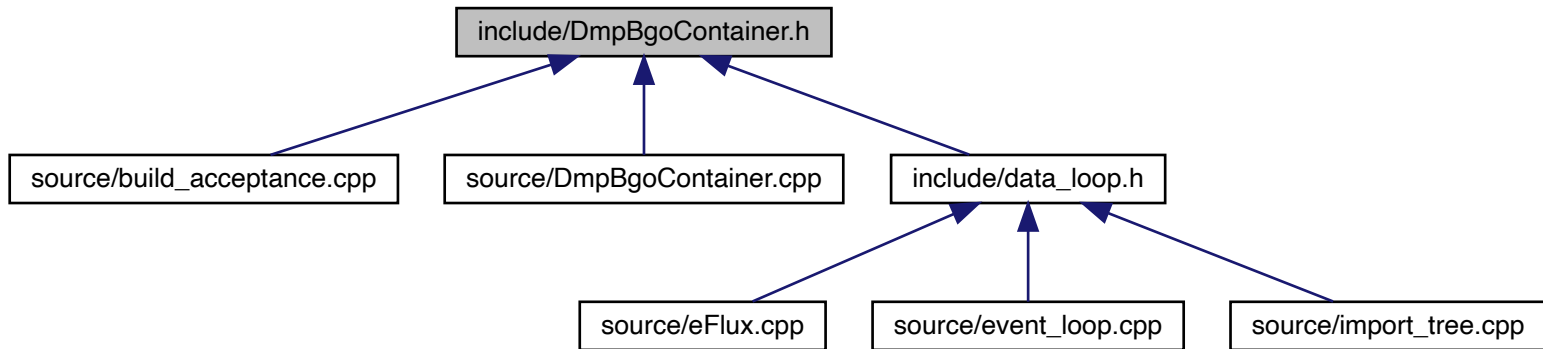 include/DmpBgoContainer.h
source/build_acceptance.cpp
source/DmpBgoContainer.cpp
include/data_loop.h
source/eFlux.cpp
source/event_loop.cpp
source/import_tree.cpp